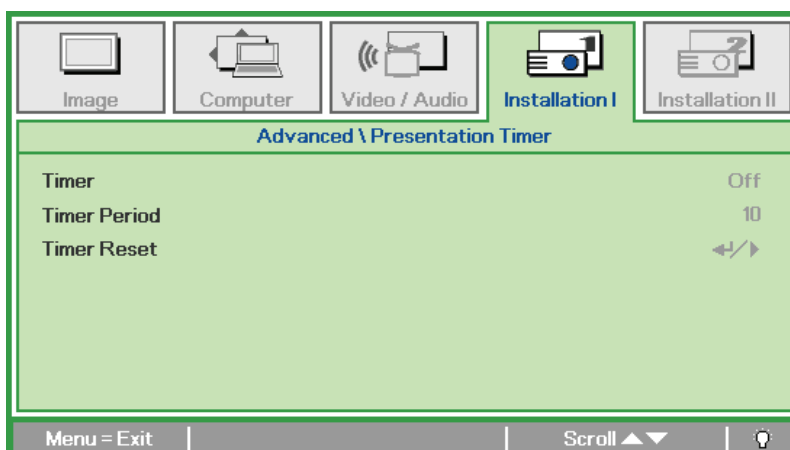 Image
Computer
Video / Audio
Installation I
Installation II
Advanced \ Presentation Timer
Timer Off
Timer Period 10
Timer Reset ↵/▶
Menu = Exit Scroll ▲▼